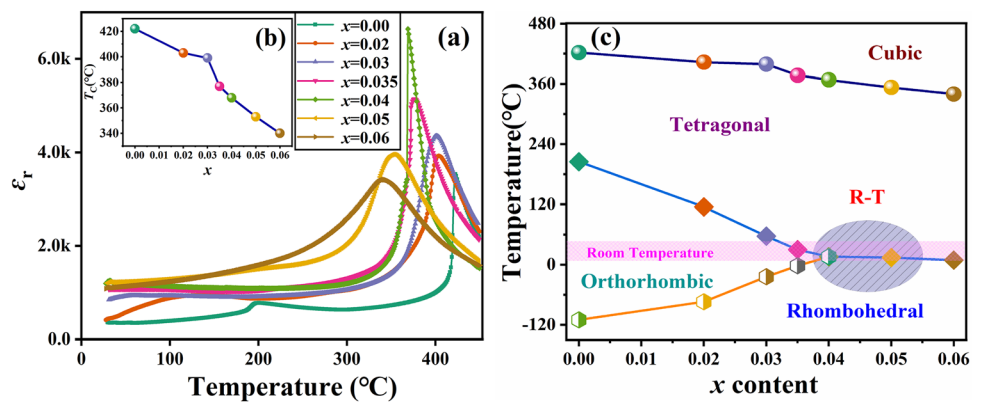 (a)
εr
6.0k
4.0k
2.0k
0.0
0
100
200
300
400
Temperature (℃)
x=0.00
x=0.02
x=0.03
x=0.035
x=0.04
x=0.05
x=0.06
(b)
TC(℃)
420
400
380
360
340
0.00 0.01 0.02 0.03 0.04 0.05 0.06
x
(c)
Temperature(℃)
480
360
240
120
0
-120
Cubic
Tetragonal
R-T
Room Temperature
Orthorhombic
Rhombohedral
0.00 0.01 0.02 0.03 0.04 0.05 0.06
x content